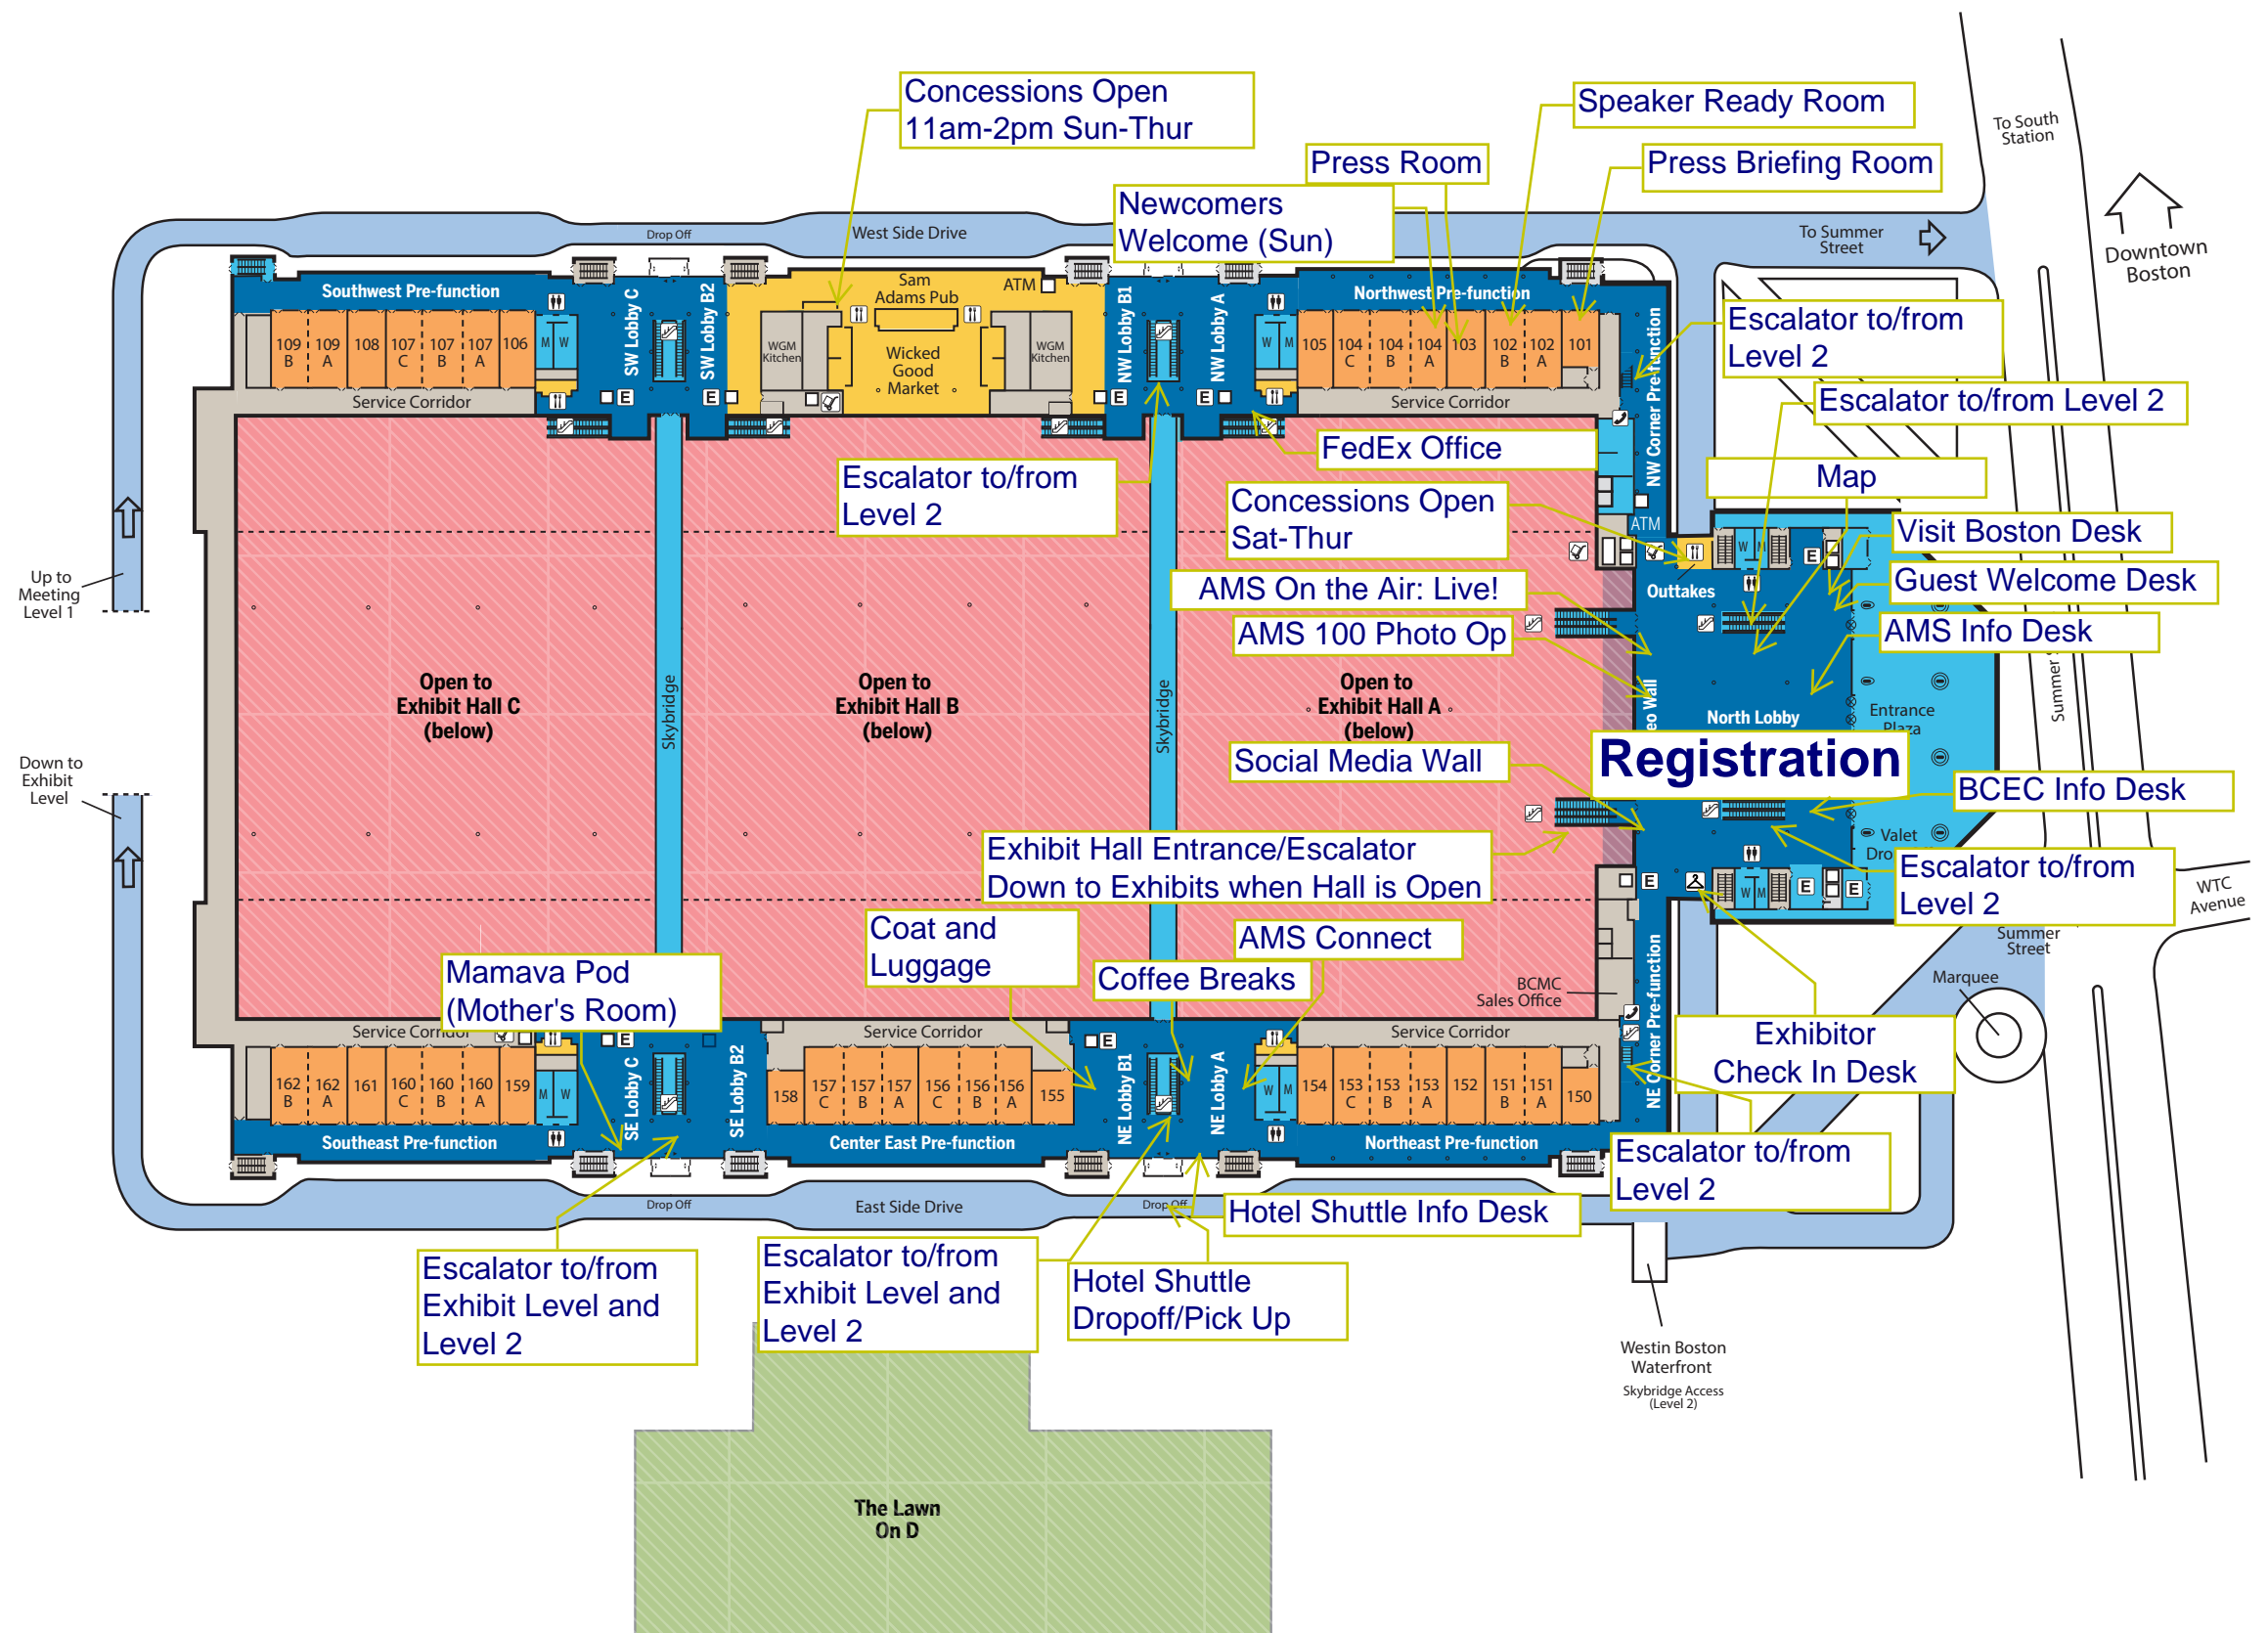 Concessions Open
11am-2pm Sun-Thur
Speaker Ready Room
Press Room
Press Briefing Room
Newcomers
Welcome (Sun)
To South
Station
Downtown
Boston
Drop Off
West Side Drive
To Summer
Street
Southwest Pre-function
SW Lobby C
SW Lobby B2
Sam
Adams Pub
ATM
WGM
Kitchen
Wicked
Good
Market
WGM
Kitchen
NW Lobby B1
NW Lobby A
Northwest Pre-function
NW Corner Pre-function
109
B
109
A
108
107
C
107
B
107
A
106
M W
E
E
E
E
W M
105
104
C
104
B
104
A
103
102
B
102
A
101
Service Corridor
Service Corridor
Escalator to/from
Level 2
Escalator to/from Level 2
FedEx Office
Escalator to/from
Level 2
Map
Concessions Open
Sat-Thur
ATM
W M
E
Visit Boston Desk
Outtakes
AMS On the Air: Live!
Guest Welcome Desk
AMS 100 Photo Op
AMS Info Desk
Up to
Meeting
Level 1
Down to
Exhibit
Level
Open to
Exhibit Hall C
(below)
Skybridge
Open to
Exhibit Hall B
(below)
Skybridge
Open to
Exhibit Hall A
(below)
eo Wall
North Lobby
Entrance
Plaza
Summer S
Social Media Wall
Registration
BCEC Info Desk
Exhibit Hall Entrance/Escalator
Down to Exhibits when Hall is Open
Valet
Dro
Escalator to/from
Level 2
E
W M
E
E
WTC
Avenue
Summer
Street
Marquee
Coat and
Luggage
AMS Connect
Coffee Breaks
Mamava Pod
(Mother's Room)
BCMC
Sales Office
NE Corner Pre-function
Exhibitor
Check In Desk
Service Corridor
Service Corridor
Service Corridor
E
E
162
B
162
A
161
160
C
160
B
160
A
159
M W
SE Lobby C
SE Lobby B2
158
157
C
157
B
157
A
156
C
156
B
156
A
155
NE Lobby B1
NE Lobby A
W M
154
153
C
153
B
153
A
152
151
B
151
A
150
Southeast Pre-function
Center East Pre-function
Northeast Pre-function
Escalator to/from
Level 2
Drop Off
East Side Drive
Drop Off
Hotel Shuttle Info Desk
Escalator to/from
Exhibit Level and
Level 2
Escalator to/from
Exhibit Level and
Level 2
Hotel Shuttle
Dropoff/Pick Up
Westin Boston
Waterfront
Skybridge Access
(Level 2)
The Lawn
On D